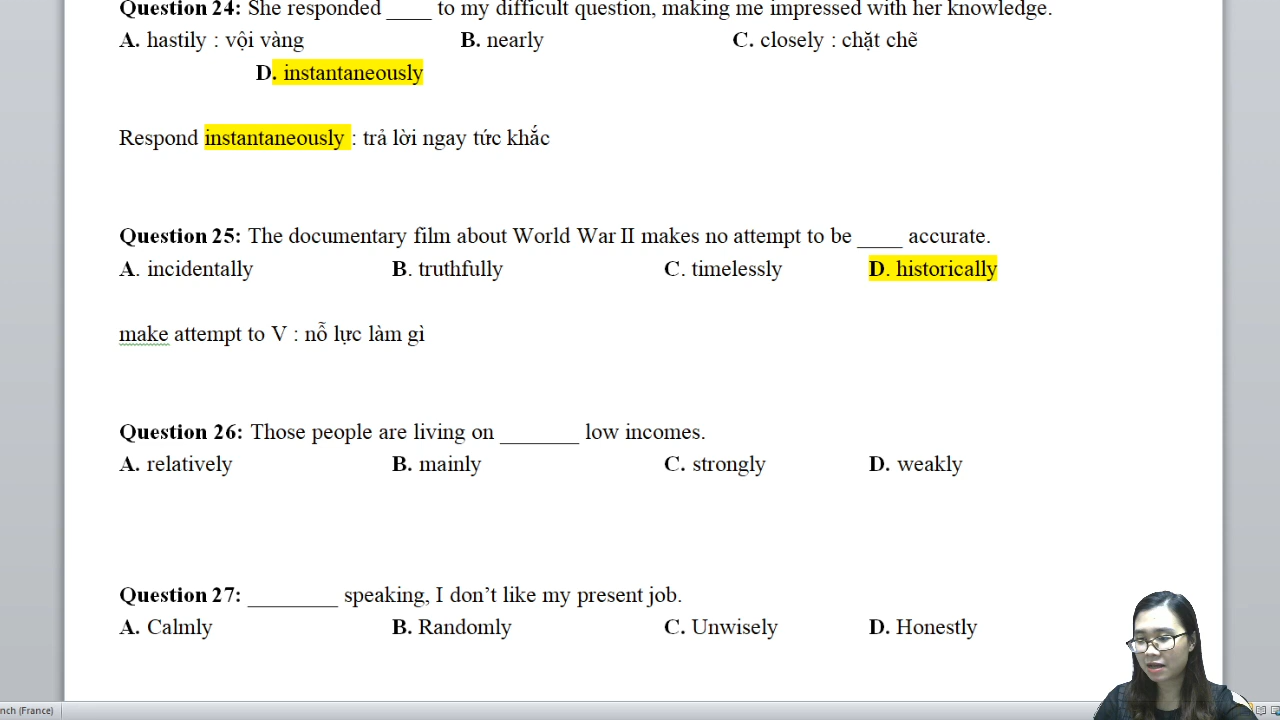 Question 24: She responded ____ to my difficult question, making me impressed with her knowledge.
A. hastily : vội vàng B. nearly C. closely : chặt chẽ
D. instantaneously
Respond instantaneously : trả lời ngay tức khắc
Question 25: The documentary film about World War II makes no attempt to be ____ accurate.
A. incidentally B. truthfully C. timelessly D. historically
make attempt to V : nỗ lực làm gì
Question 26: Those people are living on _______ low incomes.
A. relatively B. mainly C. strongly D. weakly
Question 27: ________ speaking, I don’t like my present job.
A. Calmly B. Randomly C. Unwisely D. Honestly
nch (France)